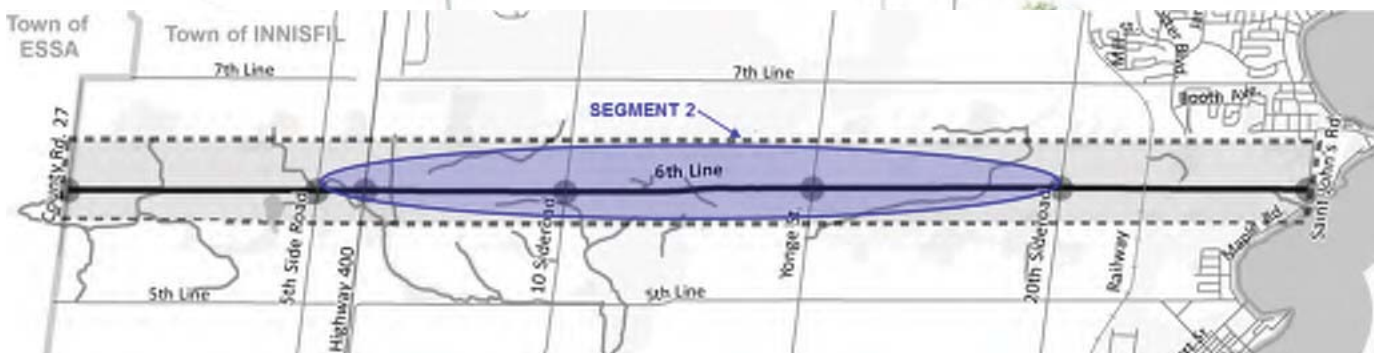 Town of
ESSA
Town of INNISFIL
7th Line
7th Line
Booth Ave.
SEGMENT 2
County Rd. 27
6th Line
Saint John's Rd
5th Side Road
Highway 400
10 Sideroad
Yonge St.
20th Sideroad
Railway
Maple Rd.
5th Line
5th Line